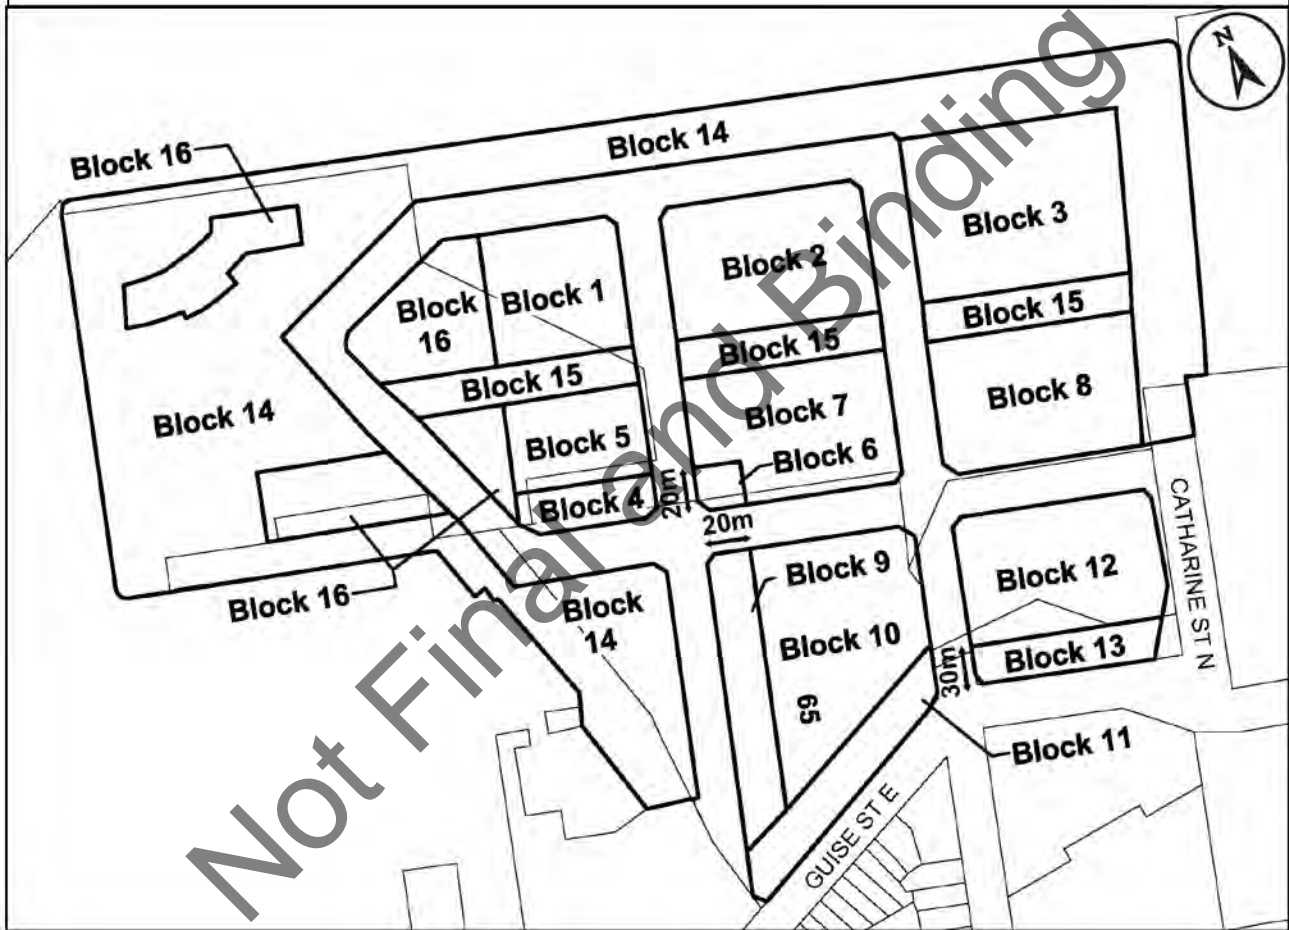 N
Block 14
Block 16
Block 3
Block 2
Block 1
Block
16
Block 15
Block 15
Block 15
Block 8
Block 14
Block 7
Block 5
Block 6
Block 4
20m
20m
CATHARINE ST N
Block 9
Block 12
Block 16
Block
14
Block 10
Block 13
30m
65
Block 11
GUISE ST E
Not Final and Binding